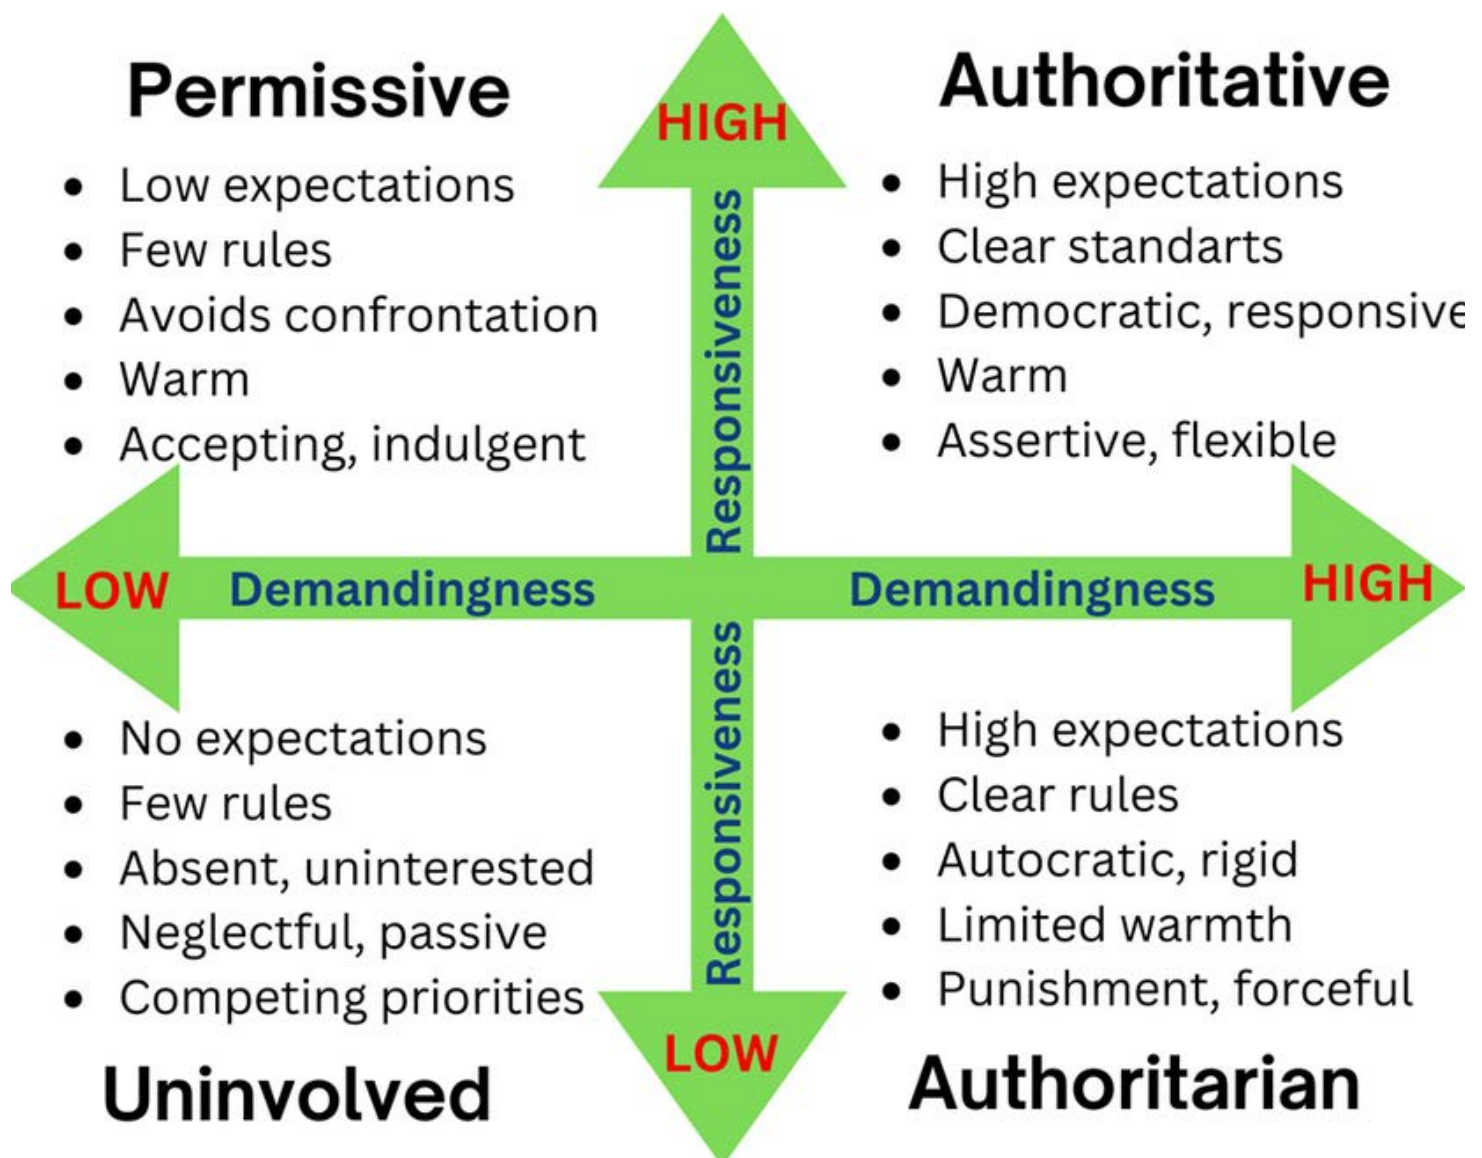 Permissive
• Low expectations
• Few rules
• Avoids confrontation
• Warm
• Accepting, indulgent
Authoritative
• High expectations
• Clear standarts
• Democratic, responsive
• Warm
• Assertive, flexible
HIGH
Responsiveness
LOW
Demandingness
Demandingness
HIGH
Responsiveness
LOW
• No expectations
• Few rules
• Absent, uninterested
• Neglectful, passive
• Competing priorities
Uninvolved
• High expectations
• Clear rules
• Autocratic, rigid
• Limited warmth
• Punishment, forceful
Authoritarian